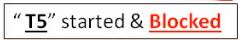 “ T5” started & Blocked